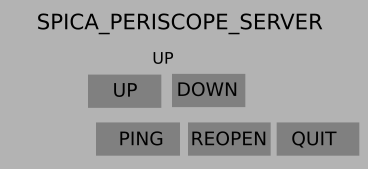 SPICA_PERISCOPE_SERVER
UP
UP DOWN
PING REOPEN QUIT